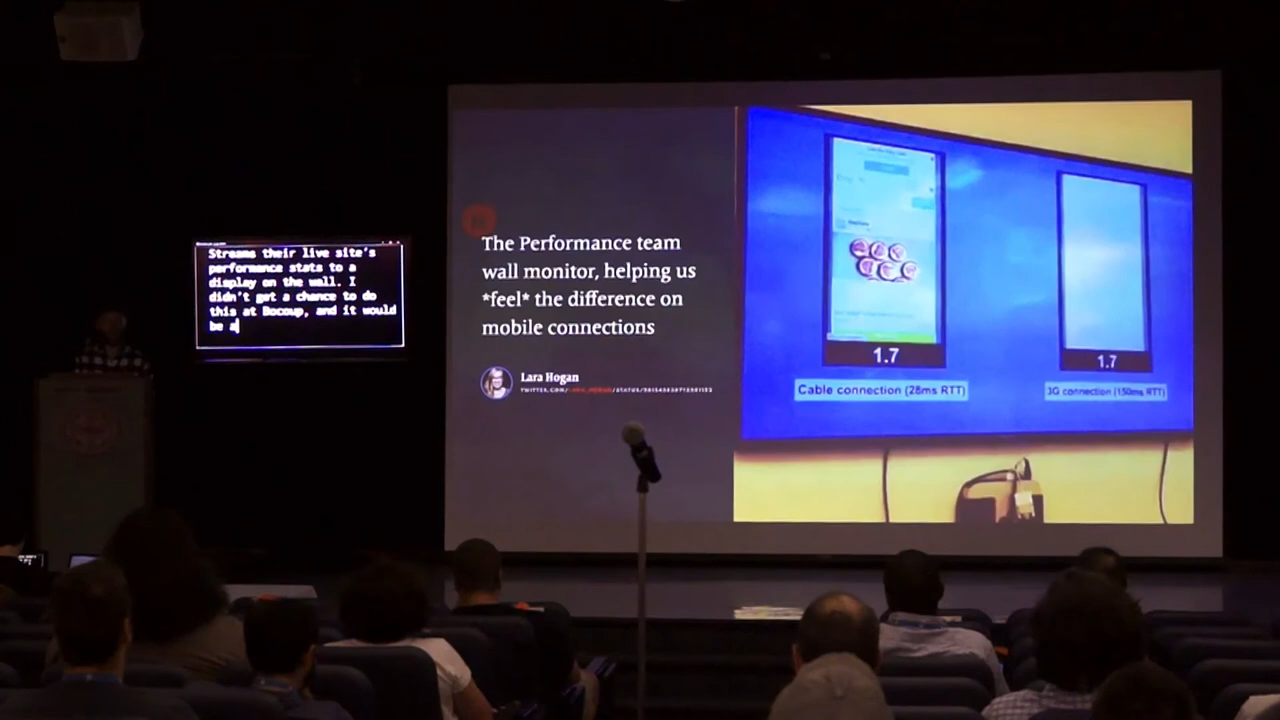 Streams their live site's
performance stats to a
display on the wall. I
didn't get a chance to do
this at Bocoup, and it would
be a
The Performance team
wall monitor, helping us
*feel* the difference on
mobile connections
Lara Hogan
1.7
1.7
Cable connection (28ms RTT)
3G connection (150ms RTT)